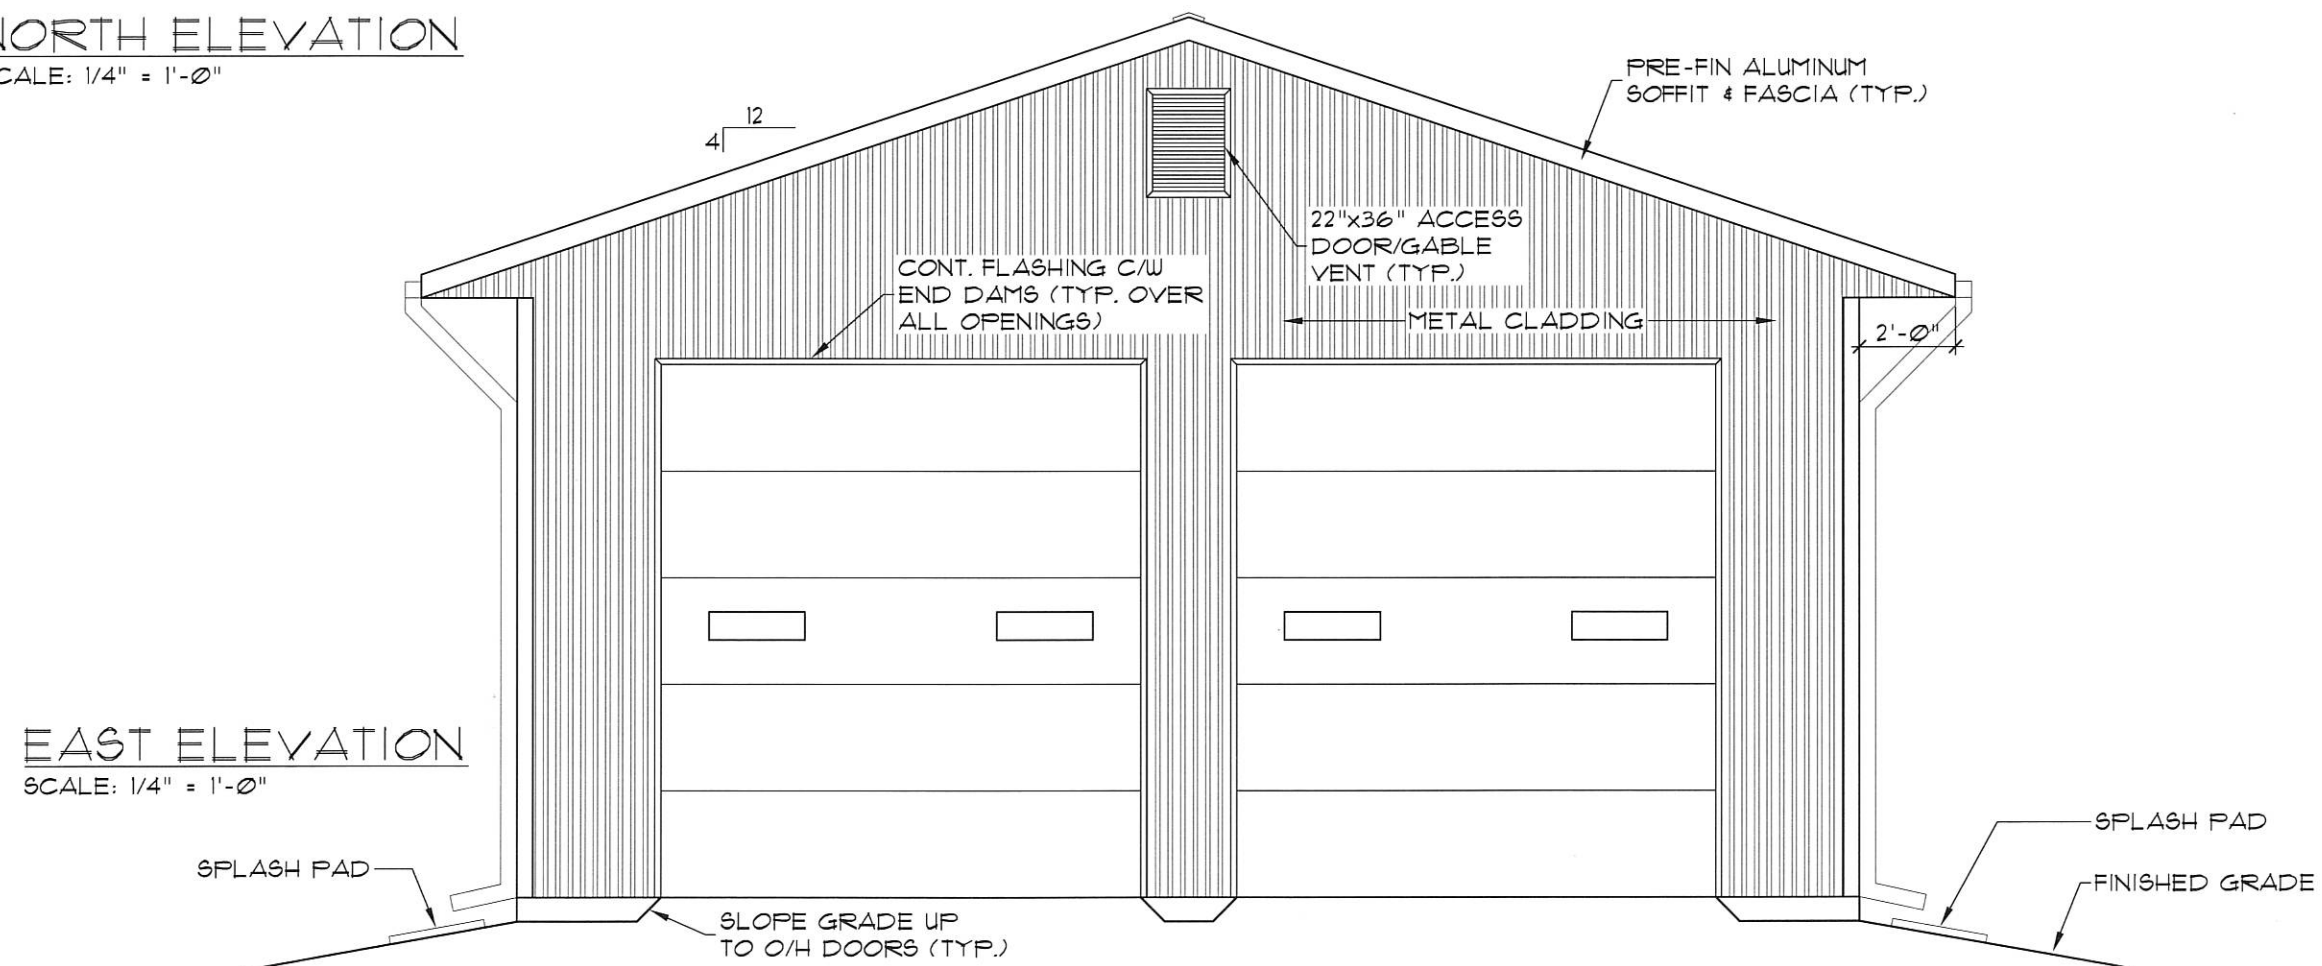 NORTH ELEVATION
SCALE: 1/4" = 1'-0"
PRE-FIN ALUMINUM
SOFFIT & FASCIA (TYP.)
12
4
22"x36" ACCESS
DOOR/GABLE
VENT (TYP.)
CONT. FLASHING C/W
END DAMS (TYP. OVER
ALL OPENINGS)
METAL CLADDING
2'-0"
EAST ELEVATION
SCALE: 1/4" = 1'-0"
SPLASH PAD
SPLASH PAD
FINISHED GRADE
SLOPE GRADE UP
TO O/H DOORS (TYP.)